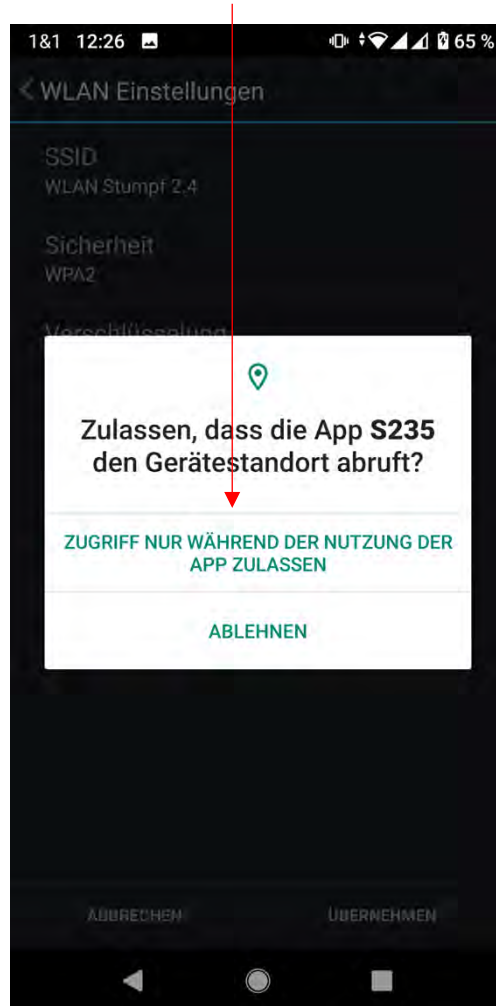 1&1 12:26 65 %
WLAN Einstellungen
SSID
WLAN Stumpf 2.4
Sicherheit
WPA2
Verschlüsselung
Zulassen, dass die App S235
den Gerätestandort abruft?
ZUGRIFF NUR WÄHREND DER NUTZUNG DER
APP ZULASSEN
ABLEHNEN
ABBRECHEN ÜBERNEHMEN